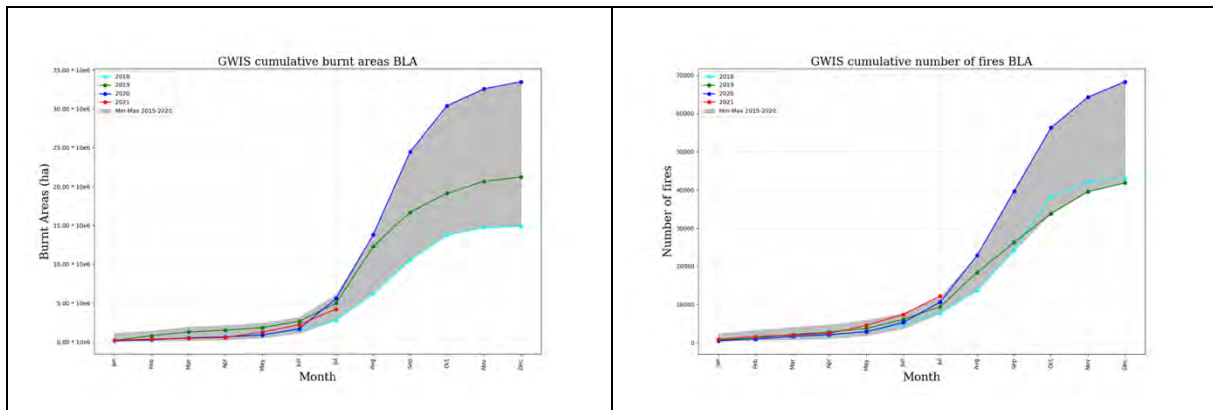 GWIS cumulative burnt areas BLA
35.00 * 10e6
30.00 * 10e6
25.00 * 10e6
20.00 * 10e6
15.00 * 10e6
10.00 * 10e6
5.00 * 10e6
0.00 * 10e6
Burnt Areas (ha)
2018
2019
2020
2021
Min-Max 2015-2020
Jan
Feb
Mar
Apr
May
Jun
Jul
Aug
Sep
Oct
Nov
Dec
Month
GWIS cumulative number of fires BLA
70000
60000
50000
40000
30000
20000
10000
0
Number of fires
2018
2019
2020
2021
Min-Max 2015-2020
Jan
Feb
Mar
Apr
May
Jun
Jul
Aug
Sep
Oct
Nov
Dec
Month